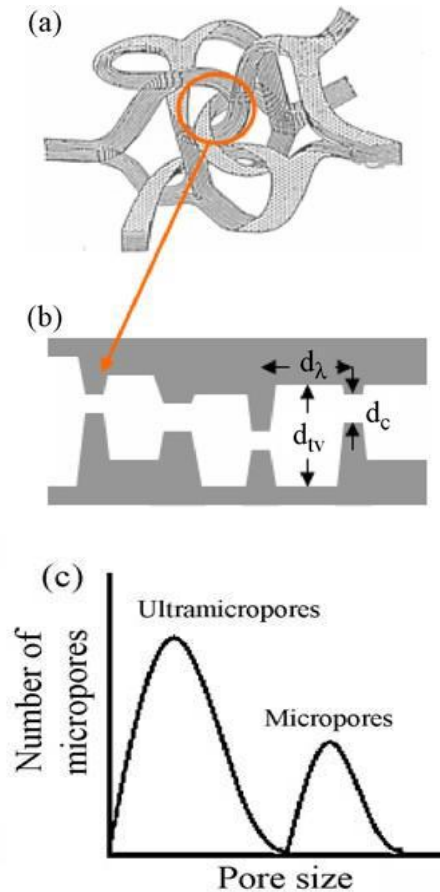 (a)
(b)
dλ
dc
dtv
(c)
Ultramicropores
Micropores
Number of
micropores
Pore size